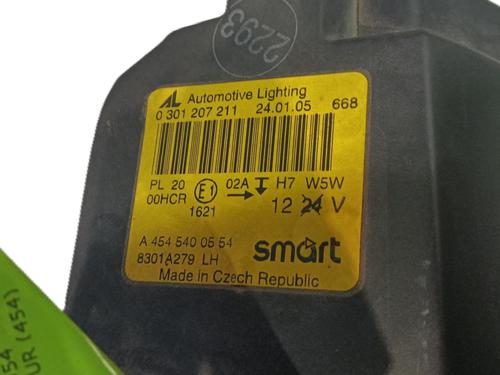 2293
AL Automotive Lighting
0 301 207 211 24.01.05 668
PL 20 E1 02A H7 W5W
00HCR 12 24 V
1621
A 454 540 05 54 smart
8301A279 LH
Made in Czech Republic
54
UR (454)